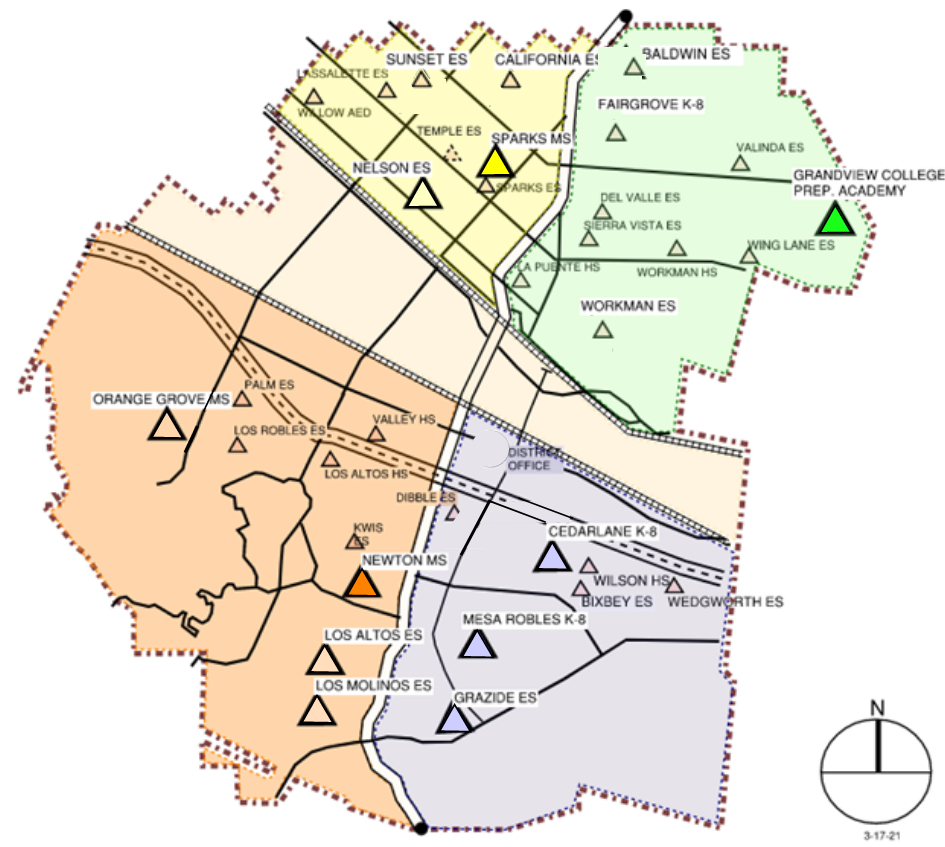 BALDWIN ES
SUNSET ES
CALIFORNIA ES
LASSALETTE ES
WILLOW AED
FAIRGROVE K-8
TEMPLE ES
SPARKS MS
VALINDA ES
NELSON ES
GRANDVIEW COLLEGE
PREP. ACADEMY
SPARKS ES
DEL VALLE ES
SIERRA VISTA ES
WING LANE ES
LA PUENTE HS
WORKMAN HS
WORKMAN ES
PALM ES
ORANGE GROVE MS
VALLEY HS
LOS ROBLES ES
DISTRICT
OFFICE
LOS ALTOS HS
DIBBLE ES
KWIS
ES
CEDARLANE K-8
NEWTON MS
WILSON HS
BIXBEY ES
WEDGWORTH ES
MESA ROBLES K-8
LOS ALTOS ES
LOS MOLINOS ES
GRAZIDE ES
N
3-17-21